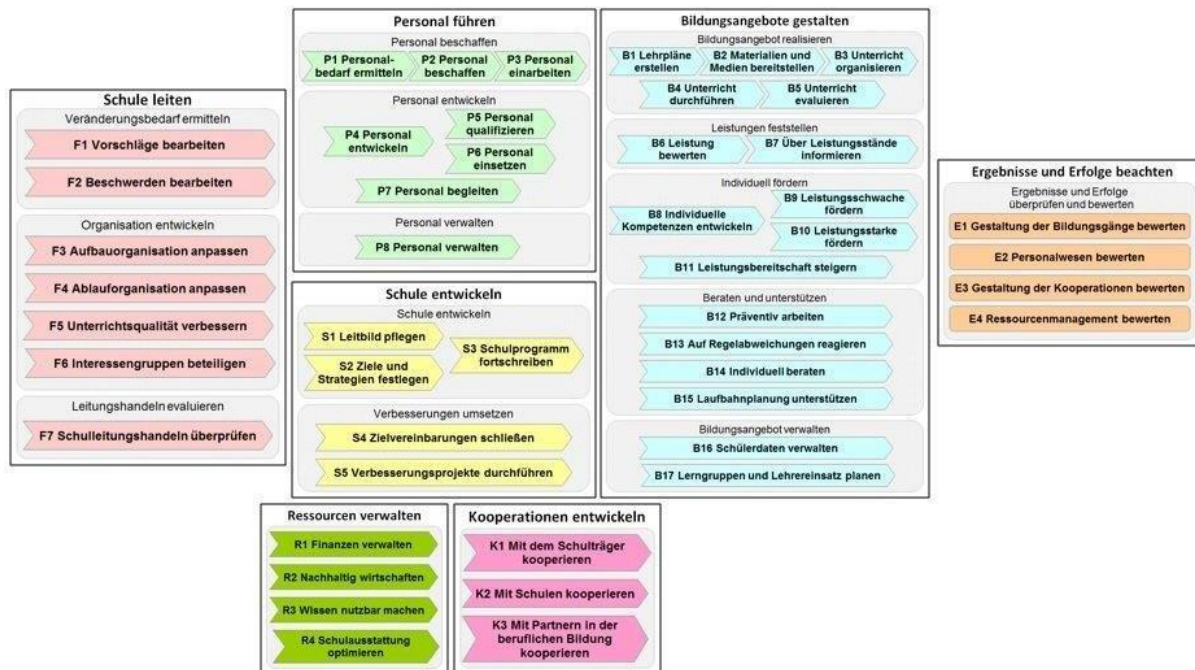 Schule leiten
Veränderungsbedarf ermitteln
F1 Vorschläge bearbeiten
F2 Beschwerden bearbeiten
Organisation entwickeln
F3 Aufbauorganisation anpassen
F4 Ablauforganisation anpassen
F5 Unterrichtsqualität verbessern
F6 Interessengruppen beteiligen
Leitungshandeln evaluieren
F7 Schulleitungshandeln überprüfen
Personal führen
Personal beschaffen
P1 Personal-
bedarf ermitteln
P2 Personal
beschaffen
P3 Personal
einarbeiten
Personal entwickeln
P4 Personal
entwickeln
P5 Personal
qualifizieren
P6 Personal
einsetzen
P7 Personal begleiten
Personal verwalten
P8 Personal verwalten
Schule entwickeln
Schule entwickeln
S1 Leitbild pflegen
S2 Ziele und
Strategien festlegen
S3 Schulprogramm
fortschreiben
Verbesserungen umsetzen
S4 Zielvereinbarungen schließen
S5 Verbesserungsprojekte durchführen
Bildungsangebote gestalten
Bildungsangebot realisieren
B1 Lehrpläne
erstellen
B2 Materialien und
Medien bereitstellen
B3 Unterricht
organisieren
B4 Unterricht
durchführen
B5 Unterricht
evaluieren
Leistungen feststellen
B6 Leistung
bewerten
B7 Über Leistungsstände
informieren
Individuell fördern
B8 Individuelle
Kompetenzen entwickeln
B9 Leistungsschwache
fördern
B10 Leistungsstarke
fördern
B11 Leistungsbereitschaft steigern
Beraten und unterstützen
B12 Präventiv arbeiten
B13 Auf Regelabweichungen reagieren
B14 Individuell beraten
B15 Laufbahnplanung unterstützen
Bildungsangebot verwalten
B16 Schülerdaten verwalten
B17 Lerngruppen und Lehrereinsatz planen
Ergebnisse und Erfolge beachten
Ergebnisse und Erfolge
überprüfen und bewerten
E1 Gestaltung der Bildungsgänge bewerten
E2 Personalwesen bewerten
E3 Gestaltung der Kooperationen bewerten
E4 Ressourcenmanagement bewerten
Ressourcen verwalten
R1 Finanzen verwalten
R2 Nachhaltig wirtschaften
R3 Wissen nutzbar machen
R4 Schulausstattung
optimieren
Kooperationen entwickeln
K1 Mit dem Schulträger
kooperieren
K2 Mit Schulen kooperieren
K3 Mit Partnern in der
beruflichen Bildung
kooperieren